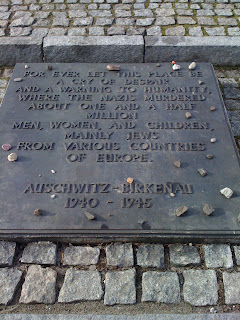 FOR EVER LET THIS PLACE BE
A CRY OF DESPAIR
AND A WARNING TO HUMANITY,
WHERE THE NAZIS MURDERED
ABOUT ONE AND A HALF
MILLION
MEN, WOMEN, AND CHILDREN,
MAINLY JEWS
FROM VARIOUS COUNTRIES
OF EUROPE.
AUSCHWITZ-BIRKENAU
1940 - 1945